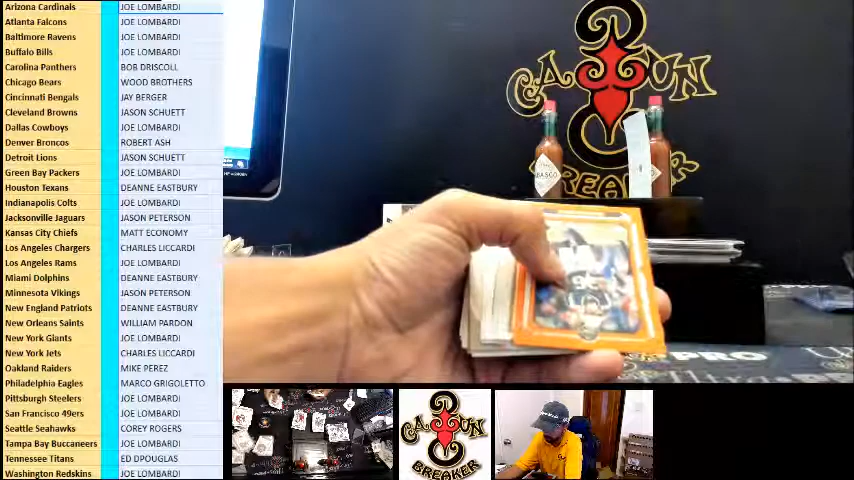 Arizona Cardinals JOE LOMBARDI
Atlanta Falcons JOE LOMBARDI
Baltimore Ravens JOE LOMBARDI
Buffalo Bills JOE LOMBARDI
Carolina Panthers BOB DRISCOLL
Chicago Bears WOOD BROTHERS
Cincinnati Bengals JAY BERGER
Cleveland Browns JASON SCHUETT
Dallas Cowboys JOE LOMBARDI
Denver Broncos ROBERT ASH
Detroit Lions JASON SCHUETT
Green Bay Packers JOE LOMBARDI
Houston Texans DEANNE EASTBURY
Indianapolis Colts JOE LOMBARDI
Jacksonville Jaguars JASON PETERSON
Kansas City Chiefs MATT ECONOMY
Los Angeles Chargers CHARLES LICCARDI
Los Angeles Rams JOE LOMBARDI
Miami Dolphins DEANNE EASTBURY
Minnesota Vikings JASON PETERSON
New England Patriots DEANNE EASTBURY
New Orleans Saints WILLIAM PARDON
New York Giants JOE LOMBARDI
New York Jets CHARLES LICCARDI
Oakland Raiders MIKE PEREZ
Philadelphia Eagles MARCO GRIGOLETTO
Pittsburgh Steelers JOE LOMBARDI
San Francisco 49ers JOE LOMBARDI
Seattle Seahawks COREY ROGERS
Tampa Bay Buccaneers JOE LOMBARDI
Tennessee Titans ED DPOUGLAS
Washington Redskins JOE LOMBARDI
CAJUN
BREAKER
PRO
CAJUN
BREAKER